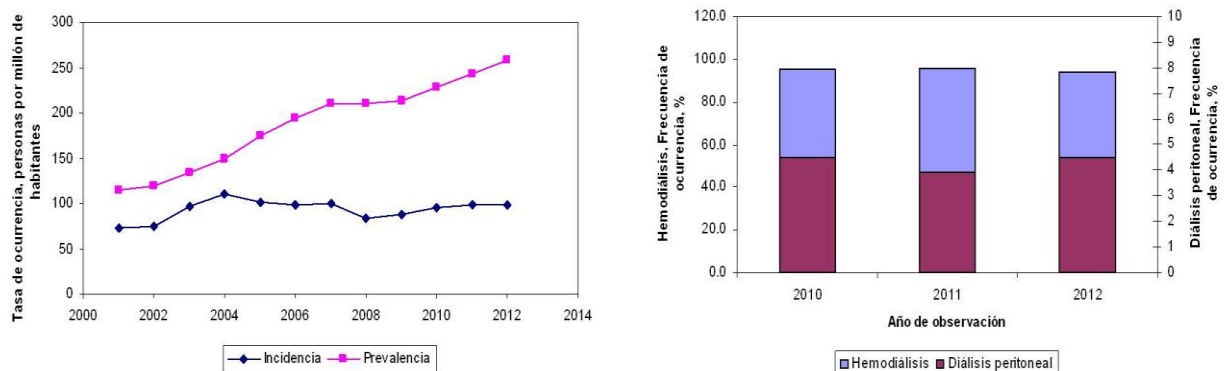 Tasa de ocurrencia, personas por millón de
habitantes
300
250
200
150
100
50
0
2000 2002 2004 2006 2008 2010 2012 2014
Incidencia Prevalencia
Hemodiálisis, Frecuencia de
ocurrencia, %
120.0
100.0
80.0
60.0
40.0
20.0
0.0
10
9
8
7
6
5
4
3
2
1
0
Diálisis peritoneal, Frecuencia
de ocurrencia, %
2010 2011 2012
Año de observación
Hemodiálisis Diálisis peritoneal